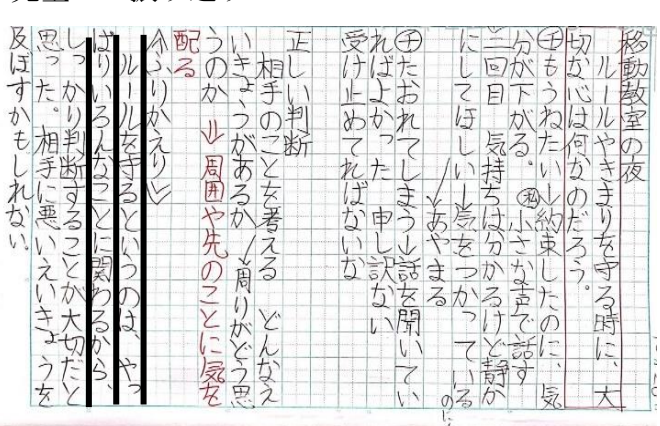 移動教室の夜
ルールやきまりを守る時に、大
切な心は何なのだろう。
チもうねたい→約束したのに、気
分が下がる。私小さな声で話す
二回目 気持ちは分かるけど静か
にしてほしい→気をつかっている
のに
あやまる
チたおれてしまう→話を聞いてい
ればよかった 申し訳ない
受け止めてればないな
正しい判断
相手のことを考える どんなえ
いきょうがあるか→周りがどう思
うのか ⇒周囲や先のことに気を
配る
≪ふりかえり≫
ルールを守るというのは、やっ
ぱりいろんなことに関わるから、
しっかり判断することが大切だと
思った。相手に悪いえいきょうを
及ぼすかもしれない。